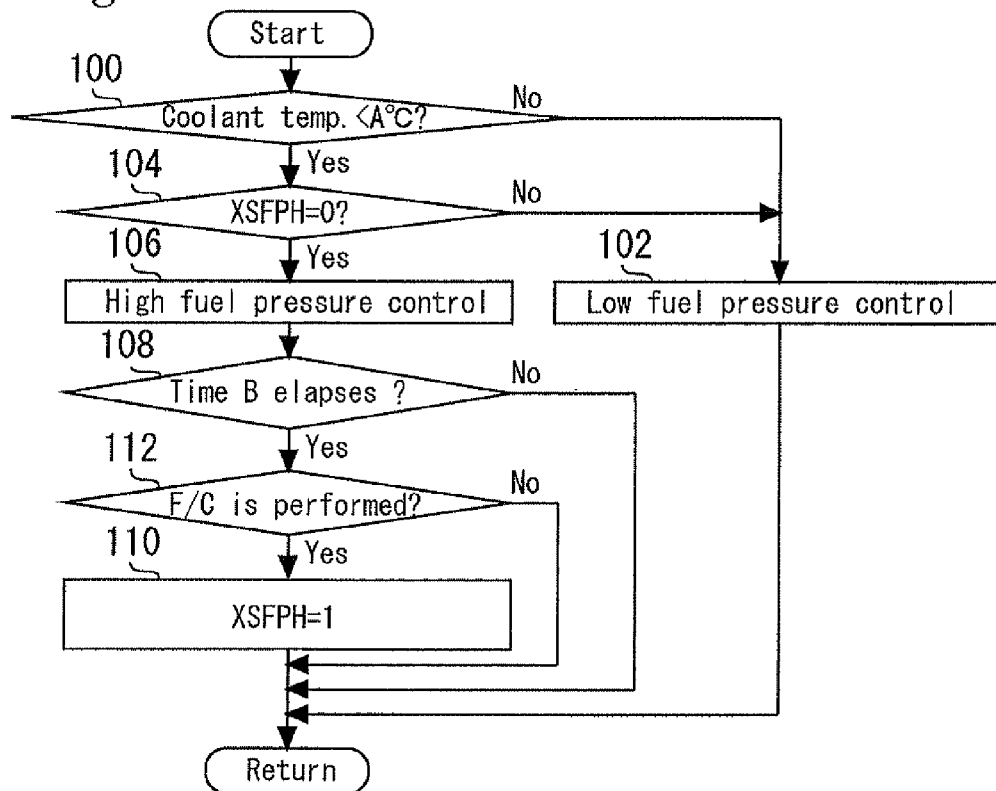 Start
100
Coolant temp.<A℃?
No
Yes
104
XSFPH=0?
No
Yes
106
High fuel pressure control
102
Low fuel pressure control
108
Time B elapses ?
No
Yes
112
F/C is performed?
No
Yes
110
XSFPH=1
Return